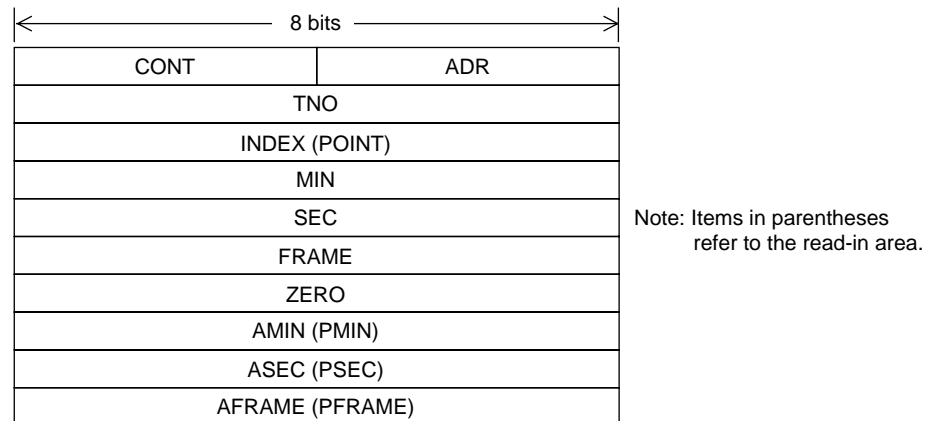 8 bits
CONT ADR
TNO
INDEX (POINT)
MIN
SEC
FRAME
ZERO
AMIN (PMIN)
ASEC (PSEC)
AFRAME (PFRAME)
Note: Items in parentheses
refer to the read-in area.